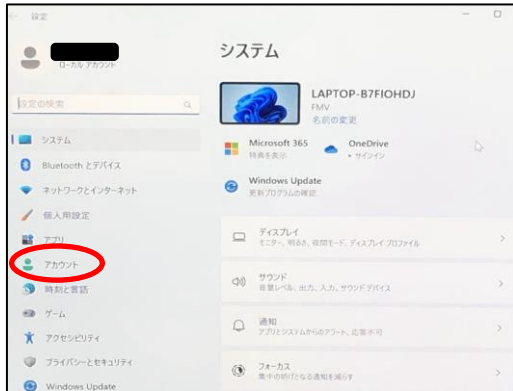 設定
ローカル アカウント
設定の検索
システム
Bluetooth とデバイス
ネットワークとインターネット
個人用設定
アプリ
アカウント
時刻と言語
ゲーム
アクセシビリティ
プライバシーとセキュリティ
Windows Update
システム
LAPTOP-B7FIOHDJ
FMV
名前の変更
Microsoft 365
特典を表示
OneDrive
• サインイン
Windows Update
更新プログラムの確認
ディスプレイ
モニター、明るさ、夜間モード、ディスプレイ プロファイル
サウンド
音量レベル、出力、入力、サウンド デバイス
通知
アプリとシステムからのアラート、応答不可
フォーカス
集中の妨げとなる通知を減らす